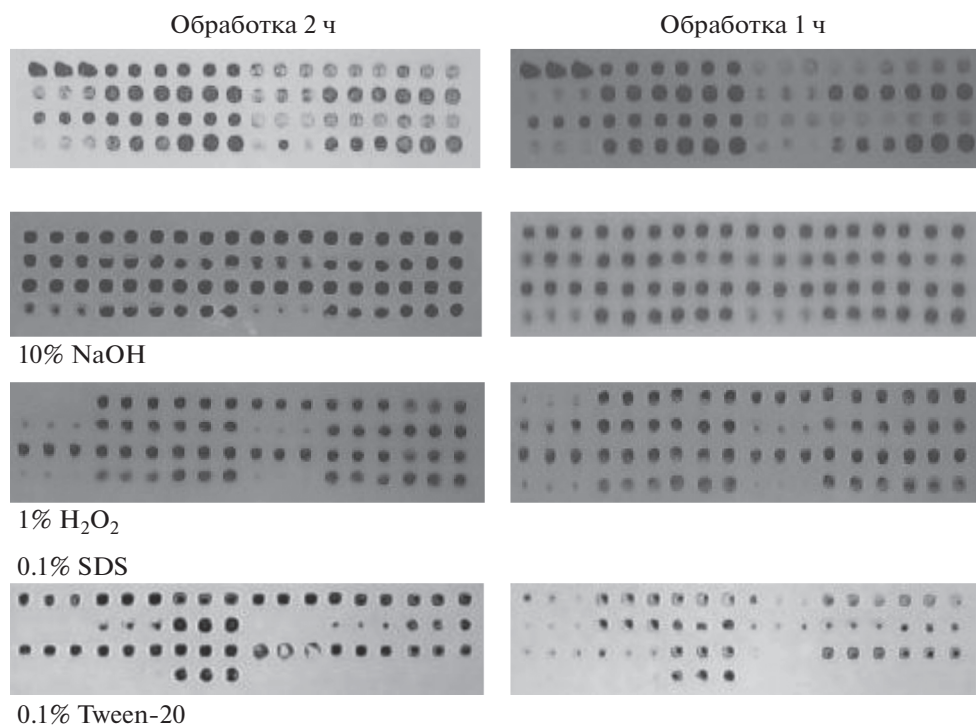 Обработка 2 ч
Обработка 1 ч
10% NaOH
1% H₂O₂
0.1% SDS
0.1% Tween-20